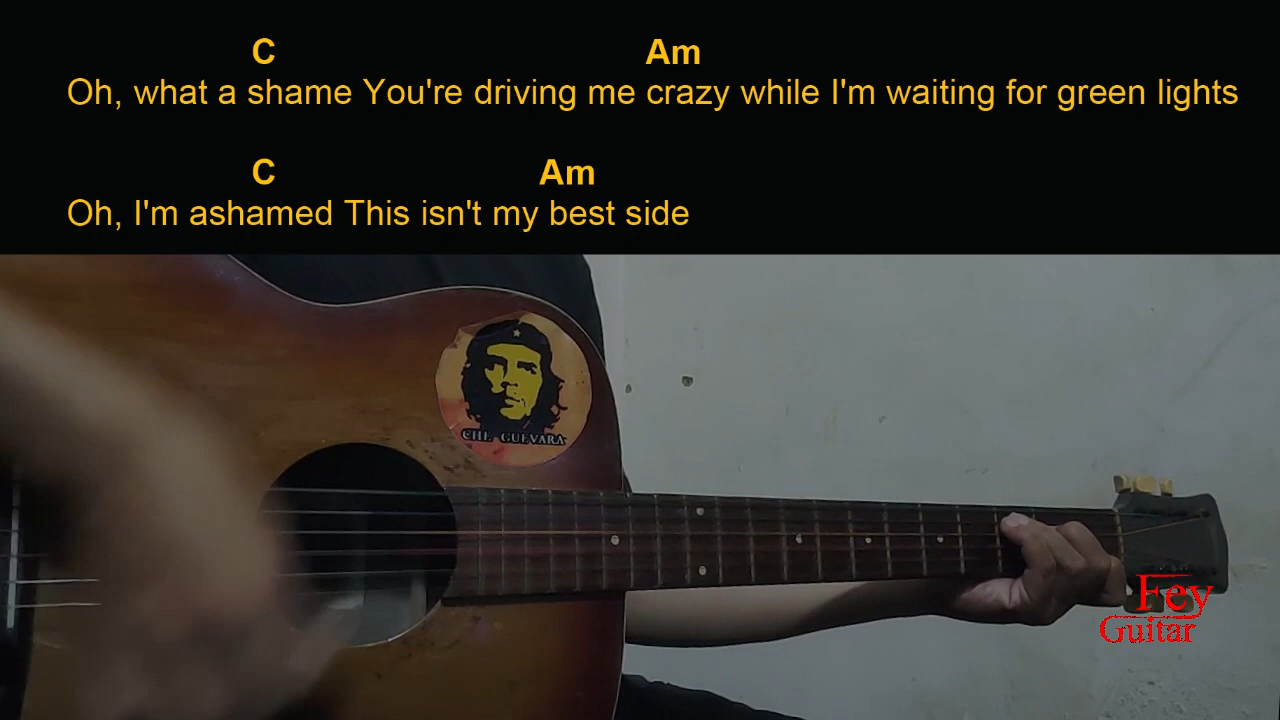 C Am
Oh, what a shame You're driving me crazy while I'm waiting for green lights
C Am
Oh, I'm ashamed This isn't my best side
CHE GUEVARA
Fey
Guitar